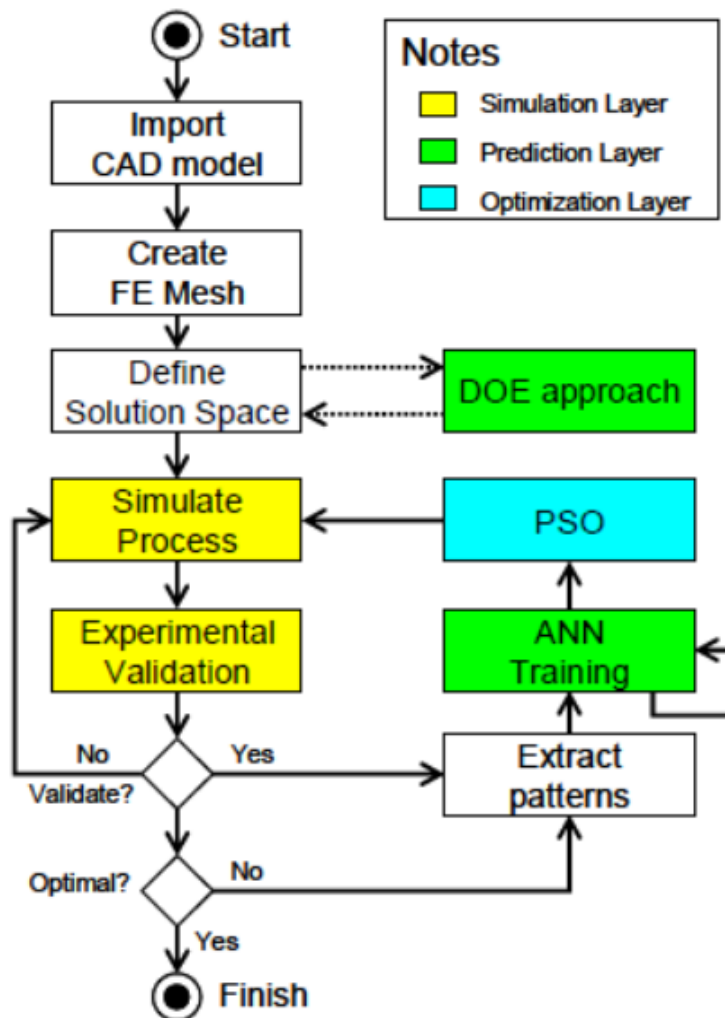 Start
Notes
Simulation Layer
Prediction Layer
Optimization Layer
Import
CAD model
Create
FE Mesh
Define
Solution Space
DOE approach
Simulate
Process
PSO
Experimental
Validation
ANN
Training
No
Yes
Validate?
Extract
patterns
Optimal?
No
Yes
Finish